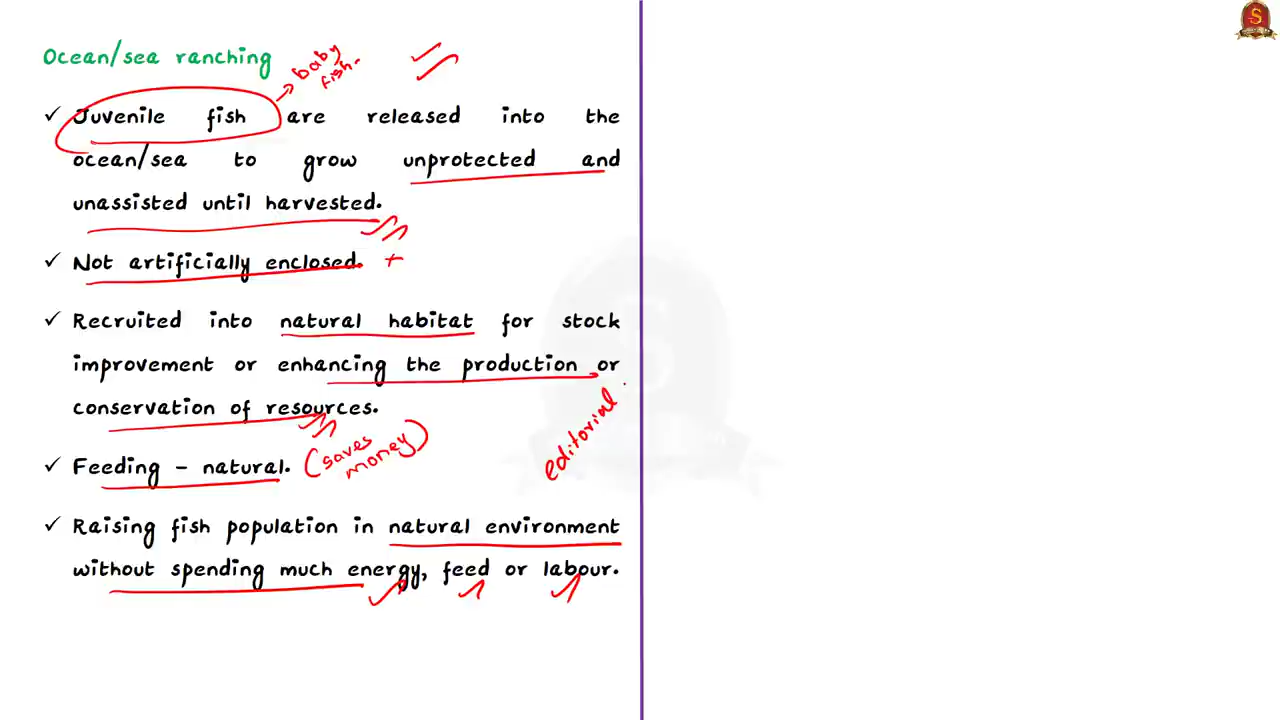 Ocean/sea ranching
baby
fish.
✓ Juvenile fish are released into the
ocean/sea to grow unprotected and
unassisted until harvested.
✓ Not artificially enclosed. +
✓ Recruited into natural habitat for stock
improvement or enhancing the production or
conservation of resources.
editorial
✓ Feeding - natural. (saves
money)
✓ Raising fish population in natural environment
without spending much energy, feed or labour.
S